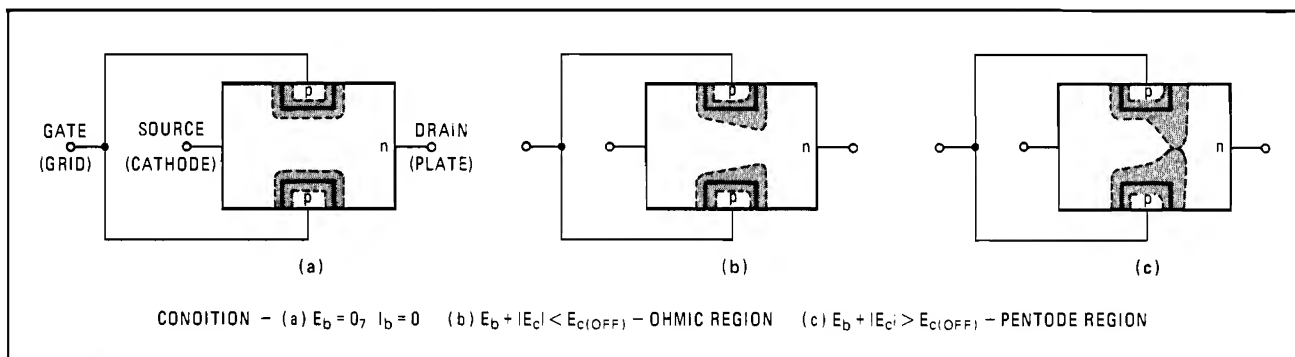 p
p
p
GATE
(GRID)
SOURCE
(CATHODE)
DRAIN
(PLATE)
n
n
n
p
p
p
(a)
(b)
(c)
CONDITION – (a) E_b = 0, I_b = 0 (b) E_b + |E_c| < E_c(OFF) – OHMIC REGION (c) E_b + |E_c| > E_c(OFF) – PENTODE REGION